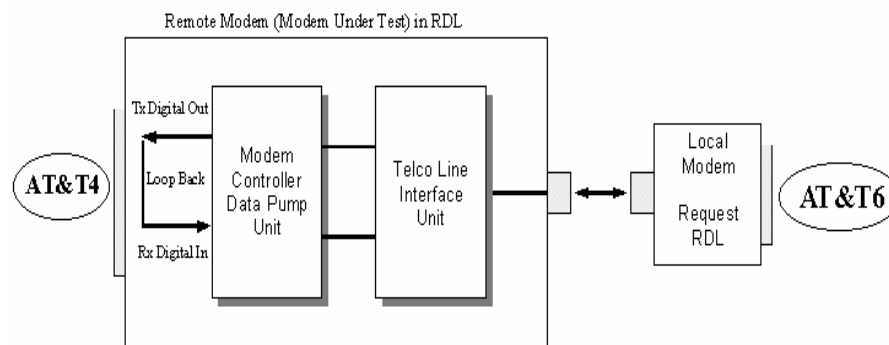 Remote Modem (Modem Under Test) in RDL
AT&T4
Tx Digital Out
Loop Back
Rx Digital In
Modem
Controller
Data Pump
Unit
Telco Line
Interface
Unit
Local
Modem
Request
RDL
AT&T6